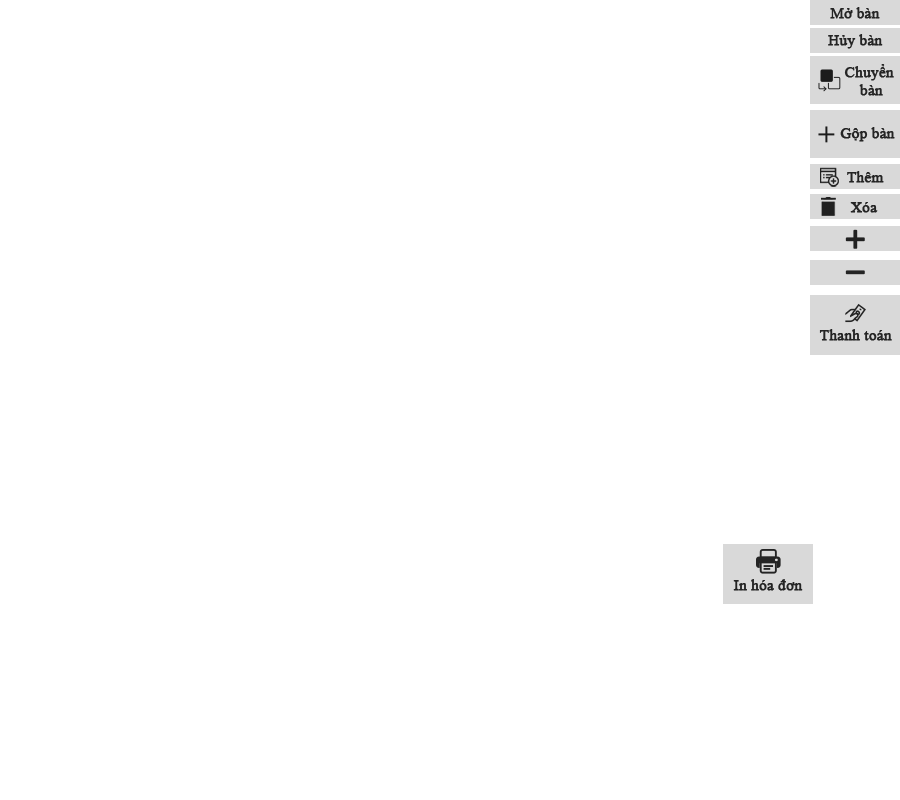 Mở bàn
Hủy bàn
Chuyển
bàn
Gộp bàn
Thêm
Xóa
Thanh toán
In hóa đơn